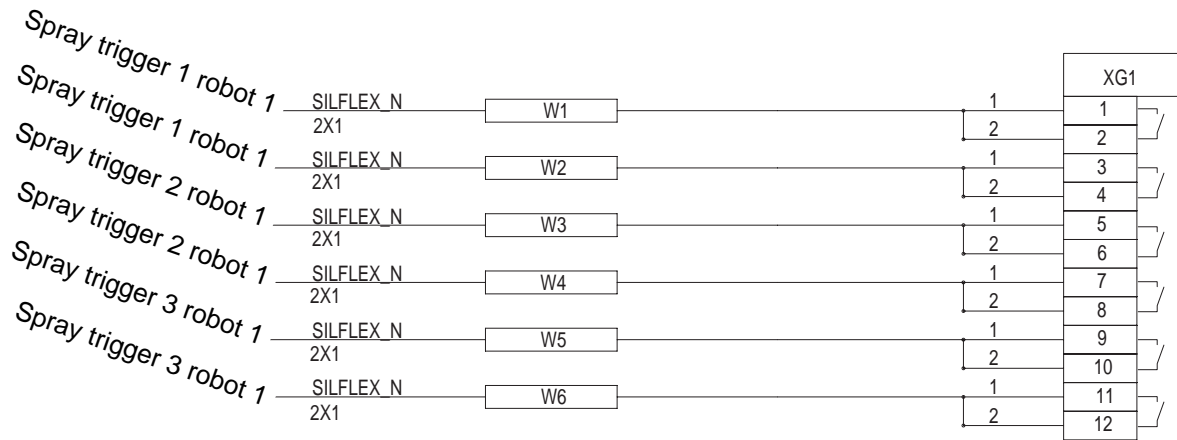 XG1
Spray trigger 1 robot 1 SILFLEX_N 2X1 W1 1 1
2 2
Spray trigger 1 robot 1 SILFLEX_N 2X1 W2 1 3
2 4
Spray trigger 2 robot 1 SILFLEX_N 2X1 W3 1 5
2 6
Spray trigger 2 robot 1 SILFLEX_N 2X1 W4 1 7
2 8
Spray trigger 3 robot 1 SILFLEX_N 2X1 W5 1 9
2 10
Spray trigger 3 robot 1 SILFLEX_N 2X1 W6 1 11
2 12